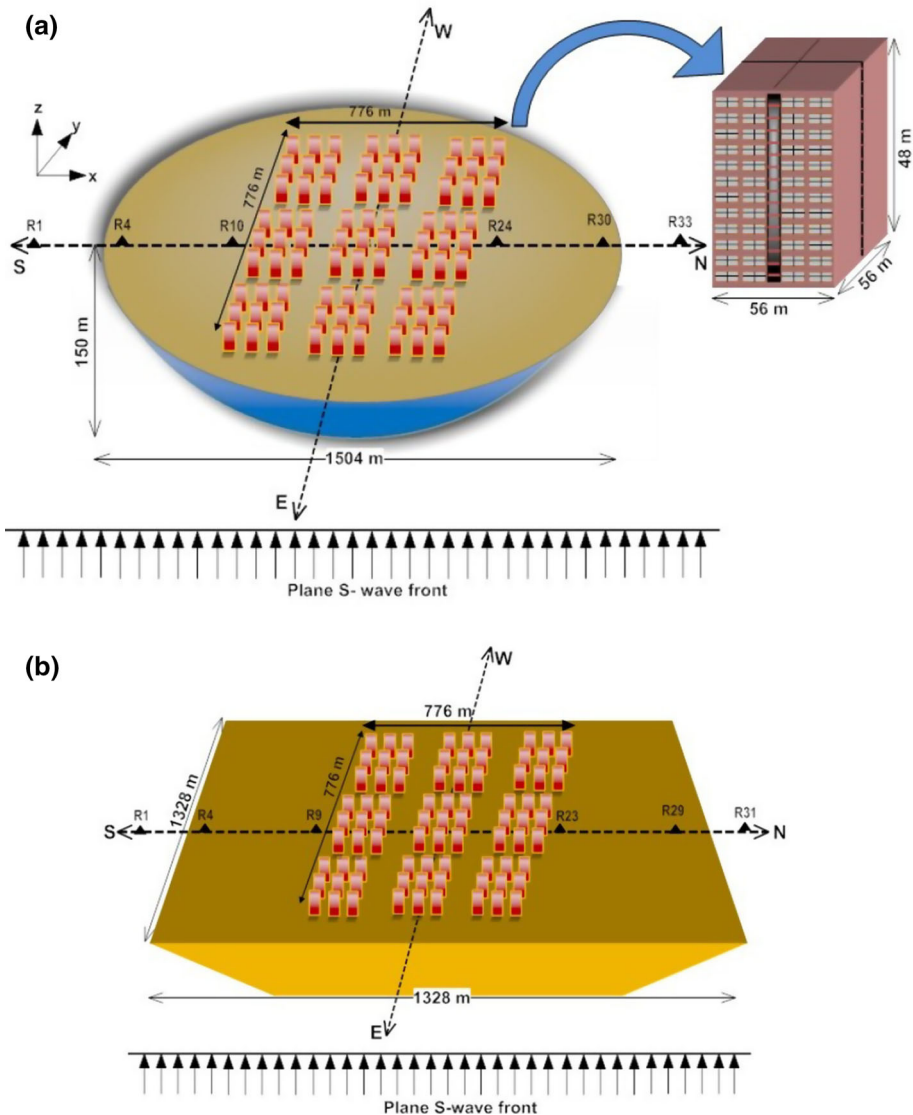 (a)
W
776 m
z
y
x
776 m
48 m
R1
R4
R10
R24
R30
R33
S
N
56 m
56 m
150 m
1504 m
E
Plane S- wave front
(b)
W
776 m
1328 m
776 m
S
R1
R4
R9
R23
R29
R31
N
1328 m
E
Plane S-wave front